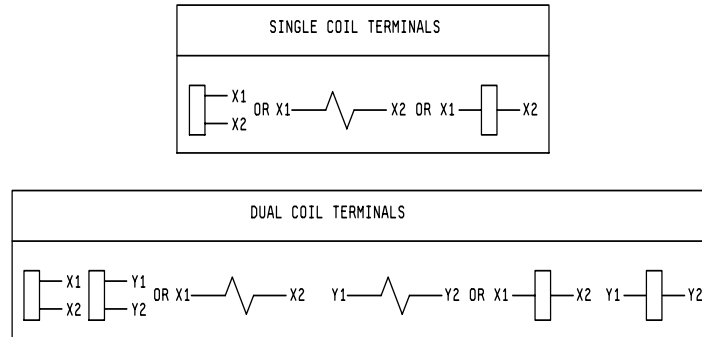 SINGLE COIL TERMINALS
X1
OR X1 X2 OR X1 X2
X2
DUAL COIL TERMINALS
X1 Y1
OR X1 X2 Y1 Y2 OR X1 X2 Y1 Y2
X2 Y2